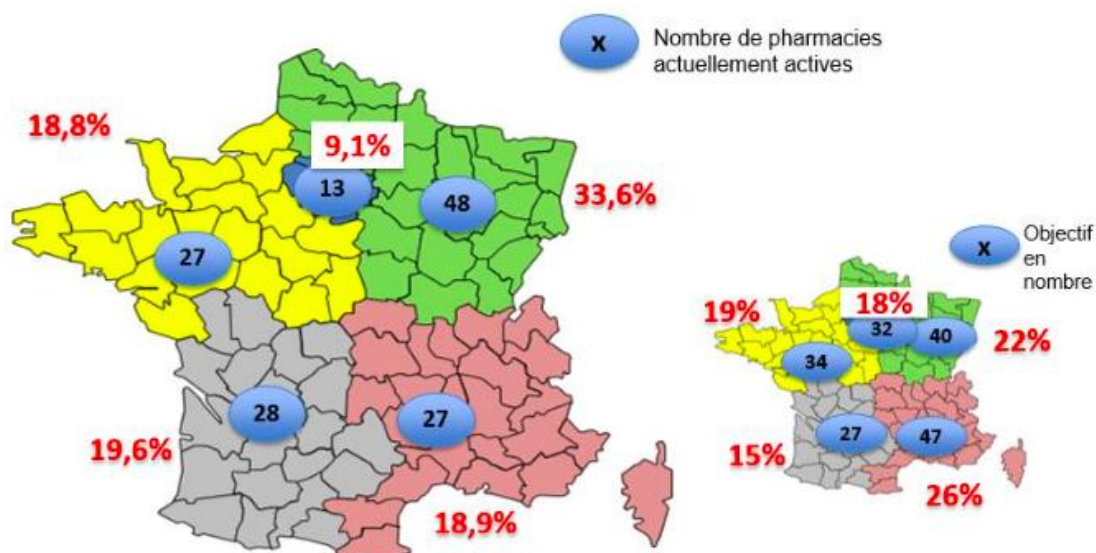 x
Nombre de pharmacies
actuellement actives
18,8%
9,1%
13
48
33,6%
27
28
27
19,6%
18,9%
x
Objectif
en
nombre
19%
18%
32
40
22%
34
27
47
15%
26%